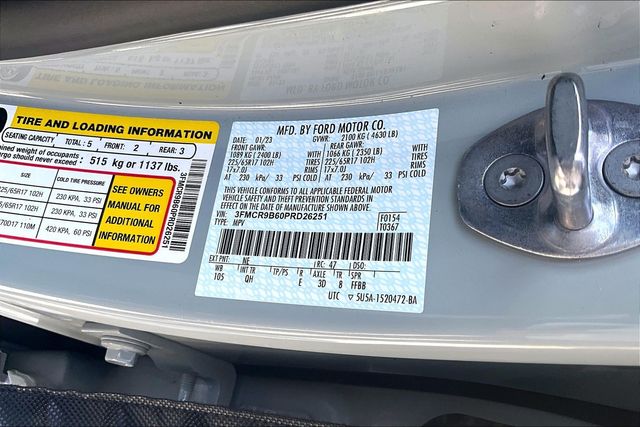 TIRE AND LOADING INFORMATION
SEATING CAPACITY TOTAL: 5 FRONT: 2 REAR: 3
ined weight of occupants
argo should never exceed 515 kg or 1137 lbs.
SIZE COLD TIRE PRESSURE
225/65R17 102H 230 KPA, 33 PSI
65R17 102H 230 KPA, 33 PSI
70D17 110M 420 KPA, 60 PSI
SEE OWNERS
MANUAL FOR
ADDITIONAL
INFORMATION
3FMCR9B60PRD26251
MFD. BY FORD MOTOR CO.
DATE: 01/23 GVWR: 2100 KG ( 4630 LB)
FRONT GAWR: REAR GAWR:
1089 KG ( 2400 LB) WITH 1066 KG ( 2350 LB) WITH
225/65R17 102H TIRES 225/65R17 102H TIRES
17x7.0J RIMS 17x7.0J RIMS
AT 230 kPa/ 33 PSI COLD AT 230 kPa/ 33 PSI COLD
THIS VEHICLE CONFORMS TO ALL APPLICABLE FEDERAL MOTOR
VEHICLE SAFETY AND THEFT PREVENTION STANDARDS IN
EFFECT ON THE DATE OF MANUFACTURE SHOWN ABOVE.
VIN: 3FMCR9B60PRD26251 F0154
TYPE: MPV 10367
EXT PNT: NE RC: 47 DSO:
WB INT TR TP/PS R AXLE TR SPR
105 QH E 3D 8 FFBB
UTC ▽ SU5A-1520472-BA